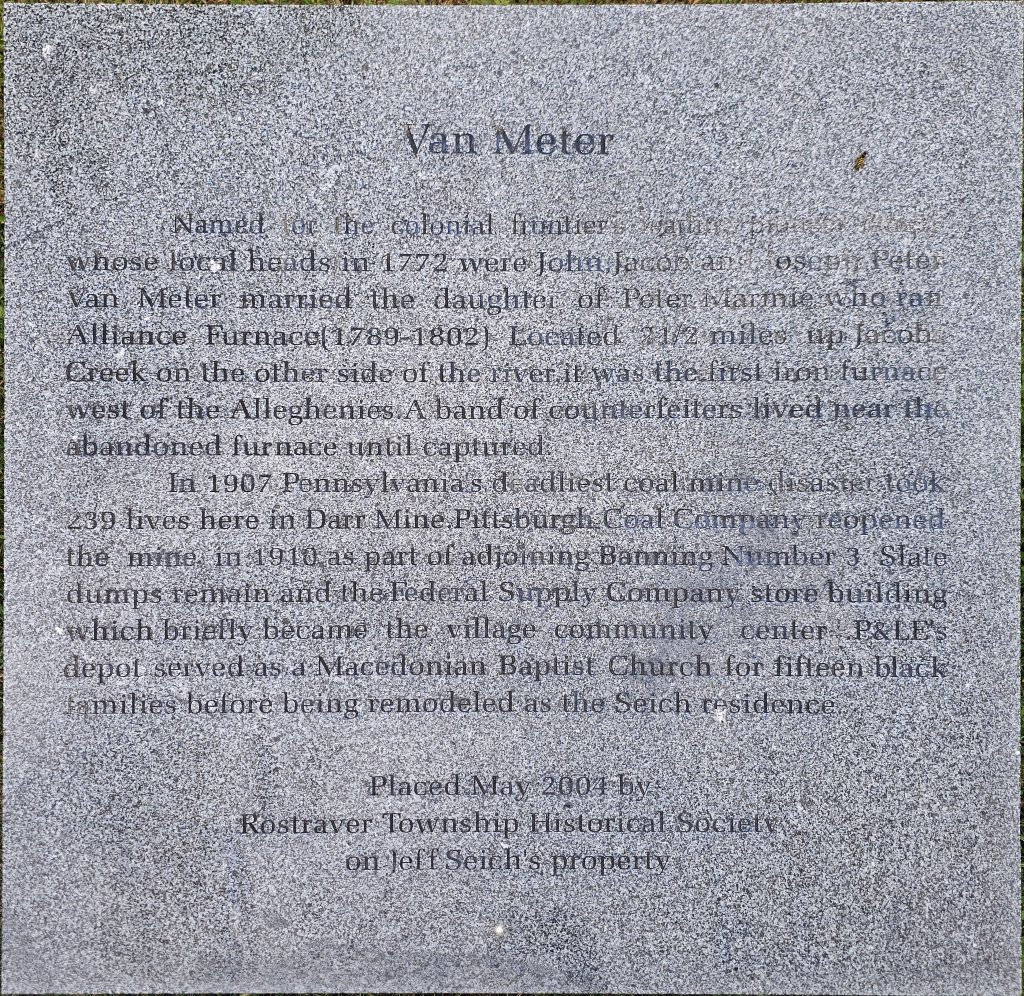 Van Meter
Named for the colonial frontier's
whose local heads in 1772 were John, Jacob and Joseph. Peter
Van Meter married the daughter of Peter Marmie who ran
Alliance Furnace(1789-1802) Located 2 1/2 miles up Jacob's
Creek on the other side of the river, it was the first iron furnace
west of the Alleghenies. A band of counterfeiters lived near the
abandoned furnace until captured.
In 1907 Pennsylvania's deadliest coal mine disaster took
239 lives here in Darr Mine. Pittsburgh Coal Company reopened
the mine in 1910 as part of adjoining Banning Number 3 Slate
dumps remain and the Federal Supply Company store building
which briefly became the village community center. P&LE's
depot served as a Macedonian Baptist Church for fifteen black
families before being remodeled as the Seich residence.
Placed May 2004 by:
Rostraver Township Historical Society
on Jeff Seich's property